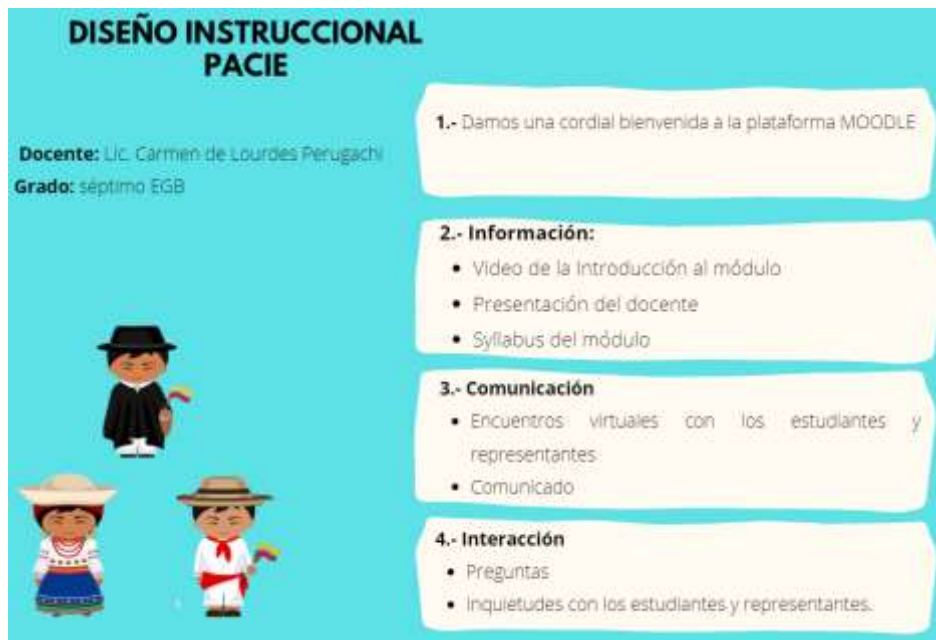 DISEÑO INSTRUCCIONAL
PACIE
Docente: Lic. Carmen de Lourdes Perugachi
Grado: séptimo EGB
1.- Damos una cordial bienvenida a la plataforma MOODLE
2.- Información:
• Video de la Introducción al módulo
• Presentación del docente
• Syllabus del módulo
3.- Comunicación
• Encuentros virtuales con los estudiantes y
representantes
• Comunicado
4.- Interacción
• Preguntas
• Inquietudes con los estudiantes y representantes.